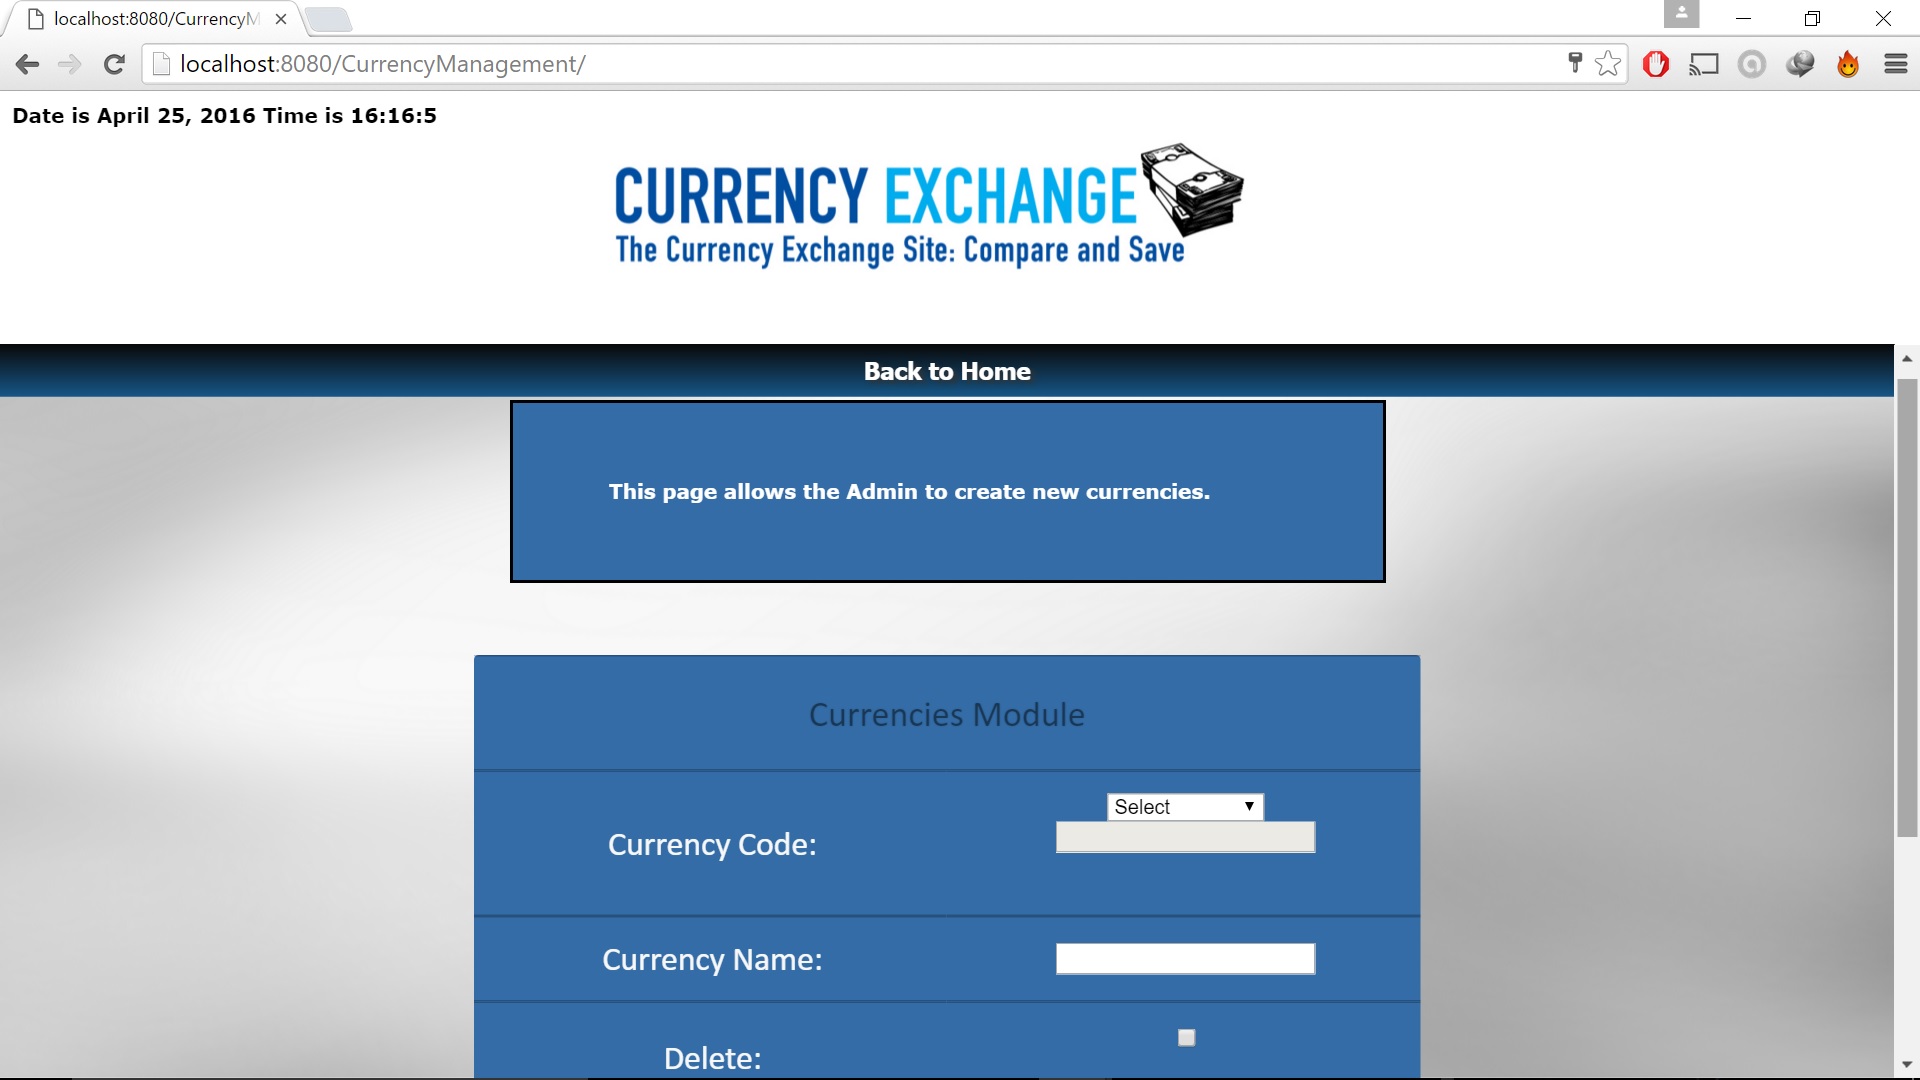 localhost:8080/CurrencyM
localhost:8080/CurrencyManagement/
Date is April 25, 2016 Time is 16:16:5
CURRENCY EXCHANGE
The Currency Exchange Site: Compare and Save
Back to Home
This page allows the Admin to create new currencies.
Currencies Module
Select
Currency Code:
Currency Name:
Delete: